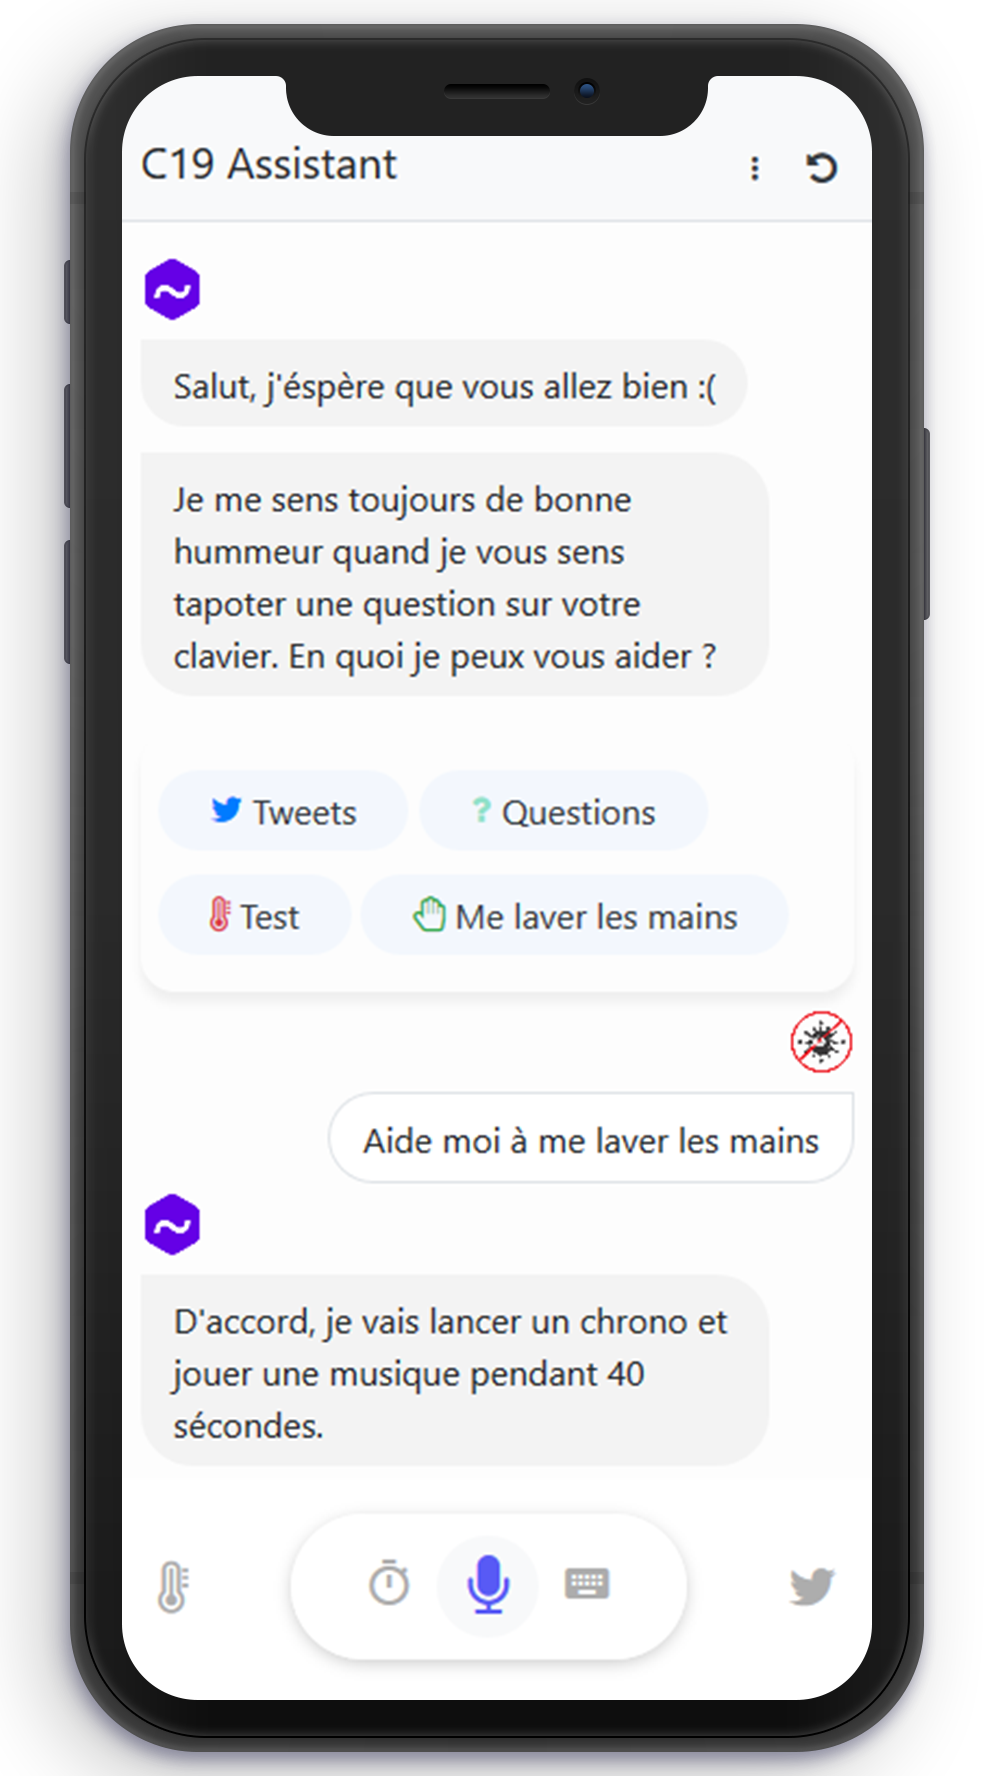 C19 Assistant
Salut, j'éspère que vous allez bien :(
Je me sens toujours de bonne
hummeur quand je vous sens
tapoter une question sur votre
clavier. En quoi je peux vous aider ?
Tweets
? Questions
Test
Me laver les mains
Aide moi à me laver les mains
D'accord, je vais lancer un chrono et
jouer une musique pendant 40
sécondes.